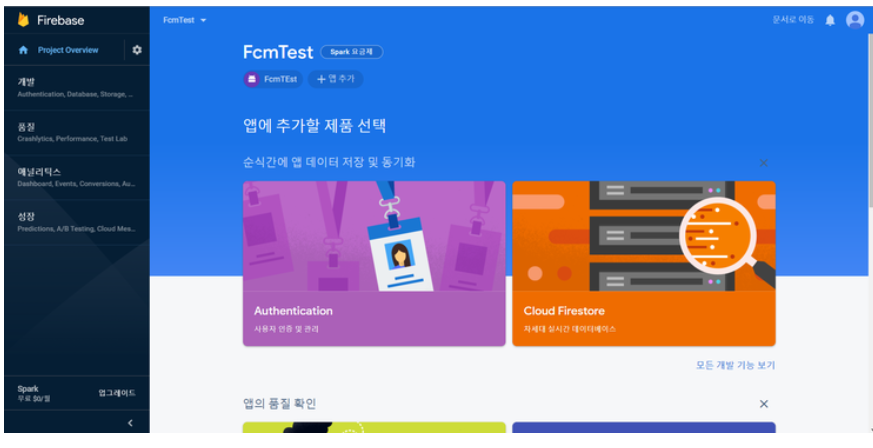 Firebase
Project Overview
개발
Authentication, Database, Storage, ...
품질
Crashlytics, Performance, Test Lab
애널리틱스
Dashboard, Events, Conversions, Au...
성장
Predictions, A/B Testing, Cloud Mes...
Spark
무료 $0/월
업그레이드
FcmTest
문서로 이동
FcmTest
Spark 요금제
FcmTEst
+ 앱 추가
앱에 추가할 제품 선택
순식간에 앱 데이터 저장 및 동기화
Authentication
사용자 인증 및 관리
Cloud Firestore
차세대 실시간 데이터베이스
모든 개발 기능 보기
앱의 품질 확인